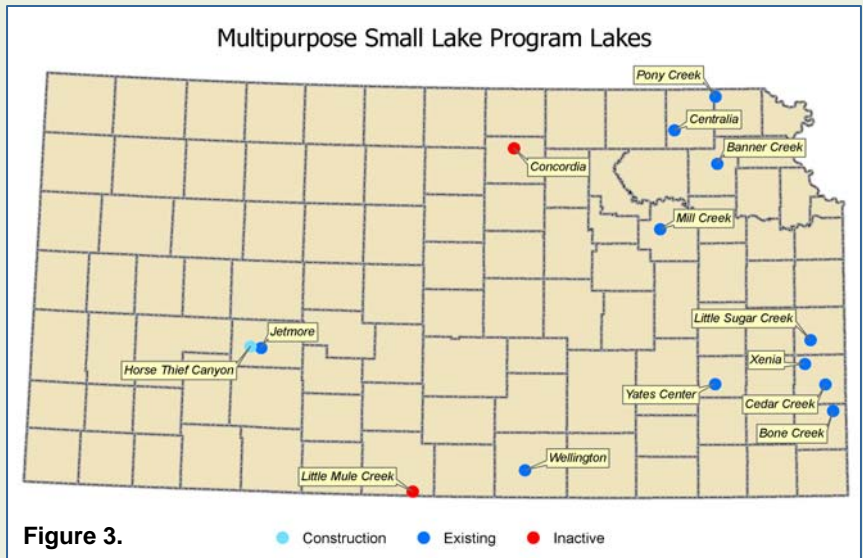 Multipurpose Small Lake Program Lakes
Pony Creek
Centralia
Banner Creek
Concordia
Mill Creek
Little Sugar Creek
Jetmore
Xenia
Horse Thief Canyon
Yates Center
Cedar Creek
Bone Creek
Wellington
Little Mule Creek
Figure 3.
Construction
Existing
Inactive